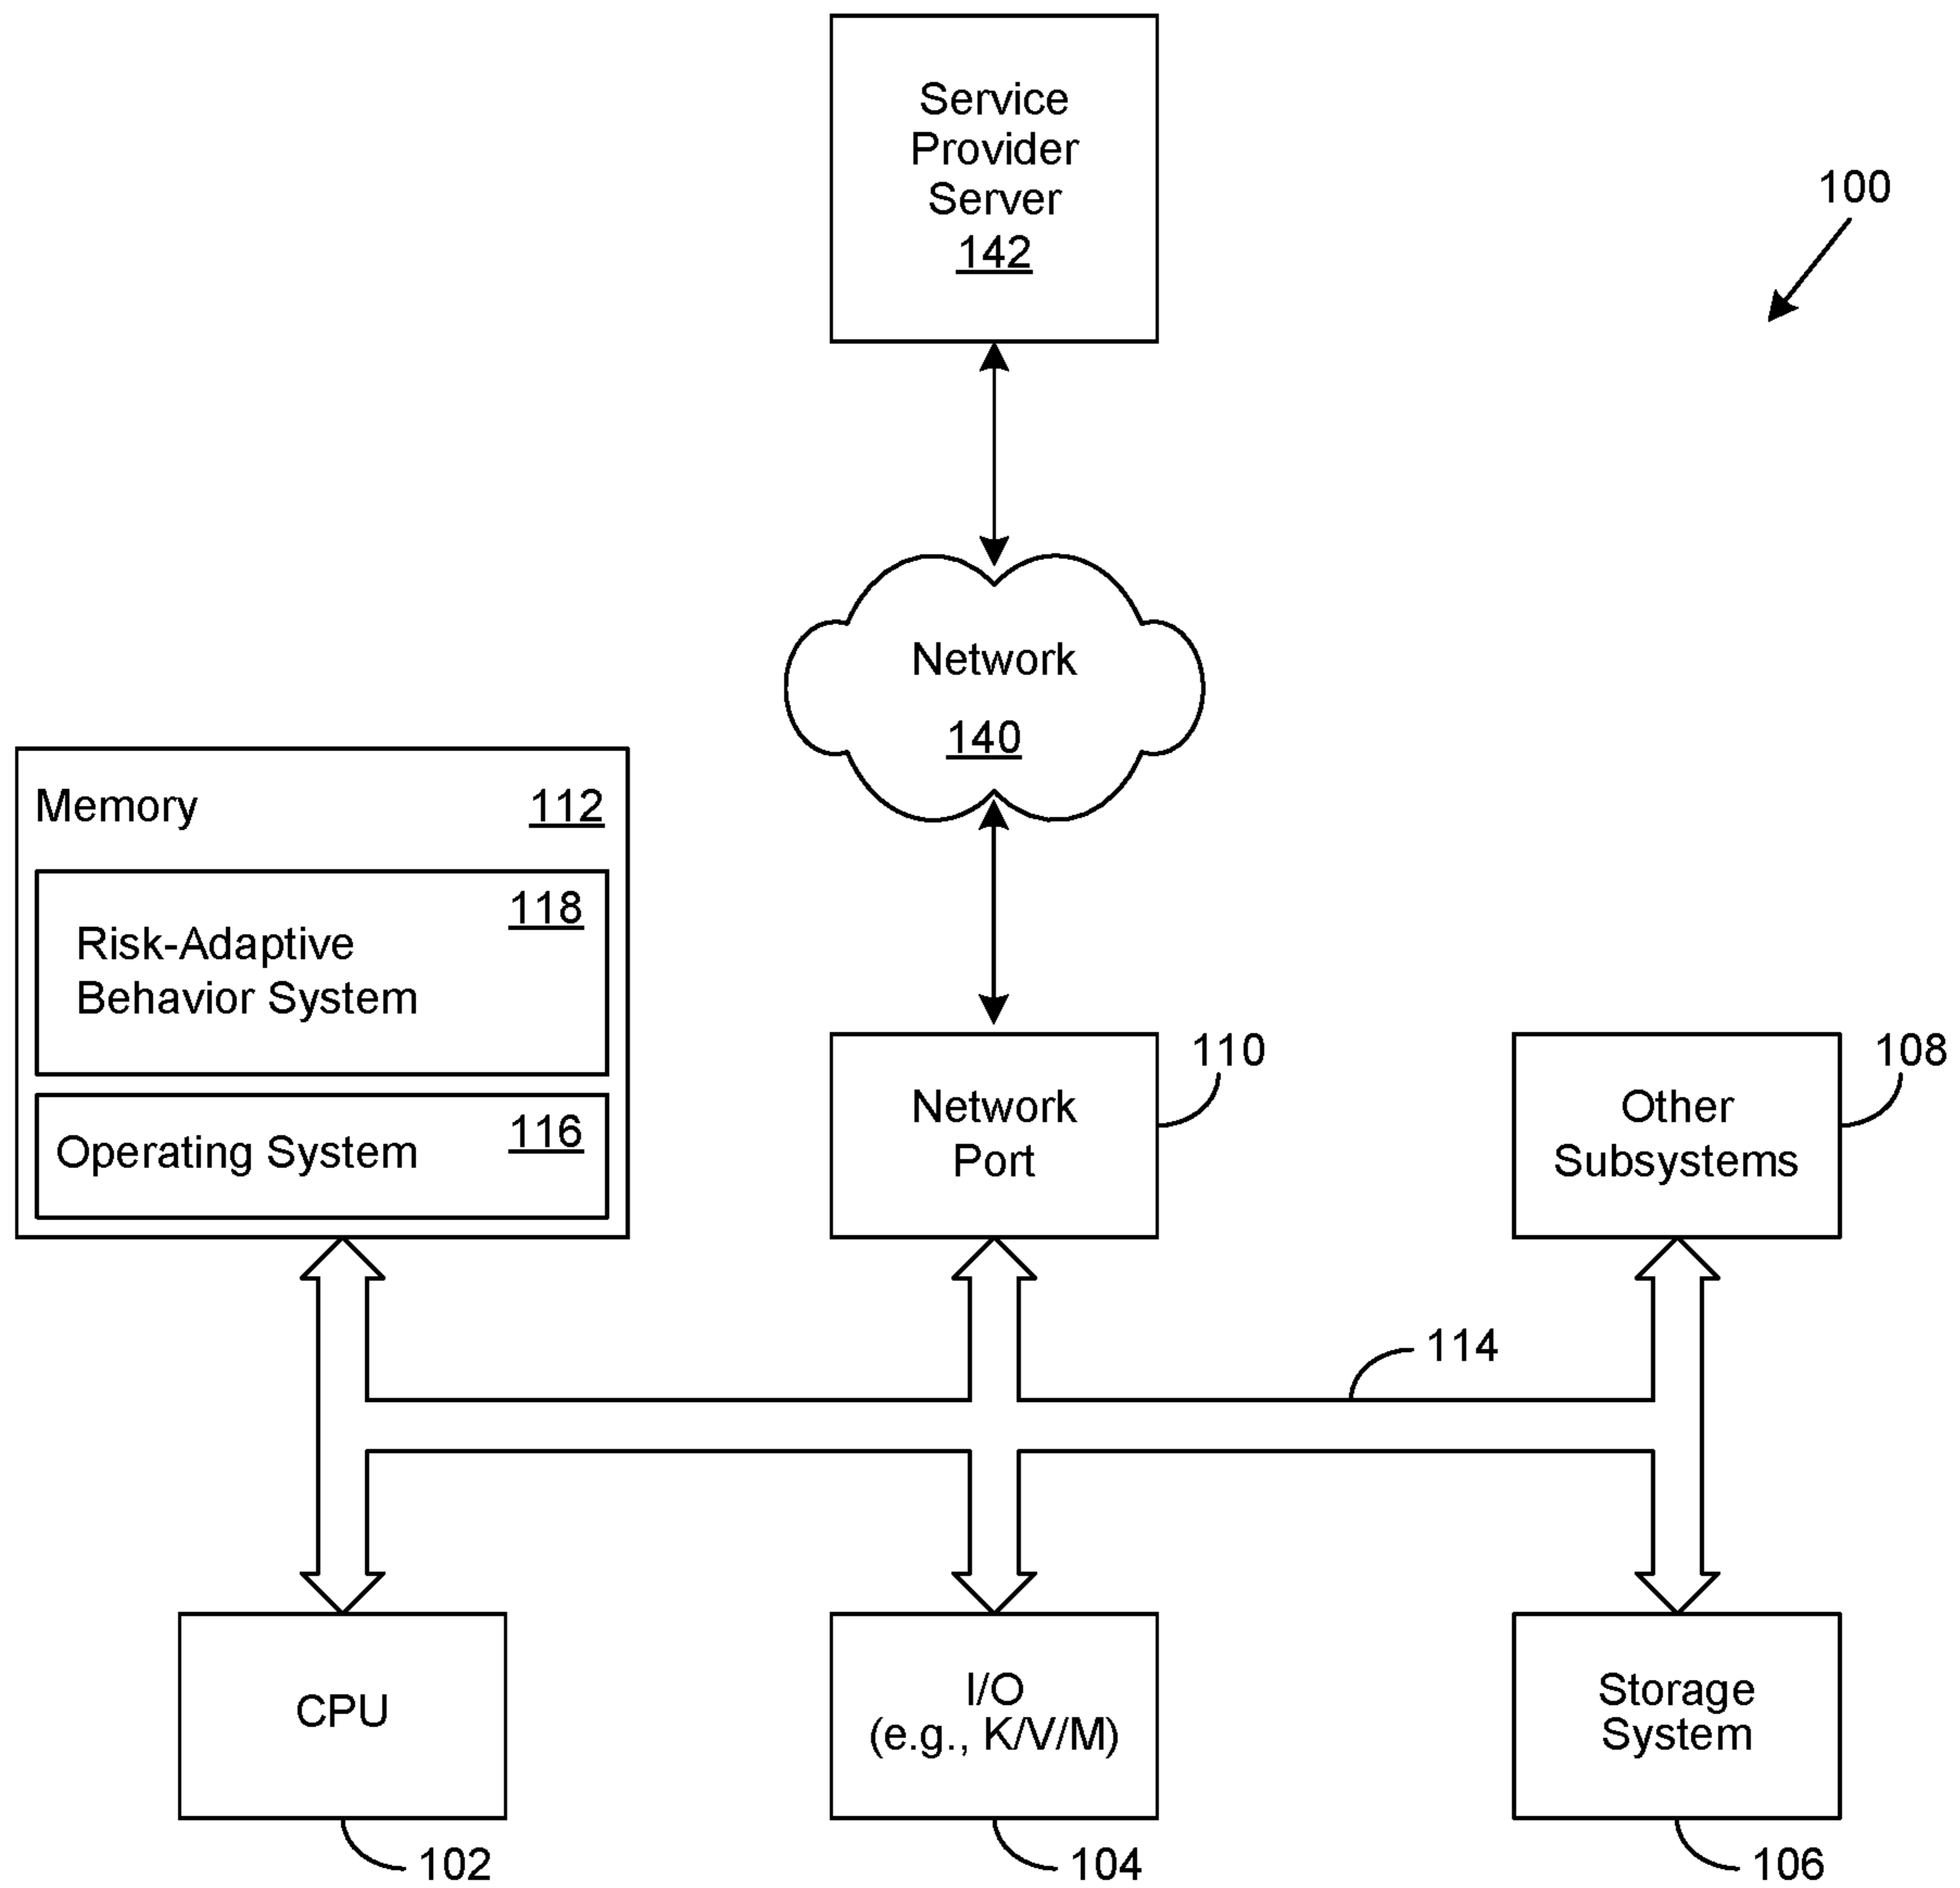 Service
Provider
Server
142
100
Network
140
Memory 112
118
Risk-Adaptive
Behavior System
Operating System 116
Network
Port
110
Other
Subsystems
108
114
CPU
102
I/O
(e.g., K/V/M)
104
Storage
System
106